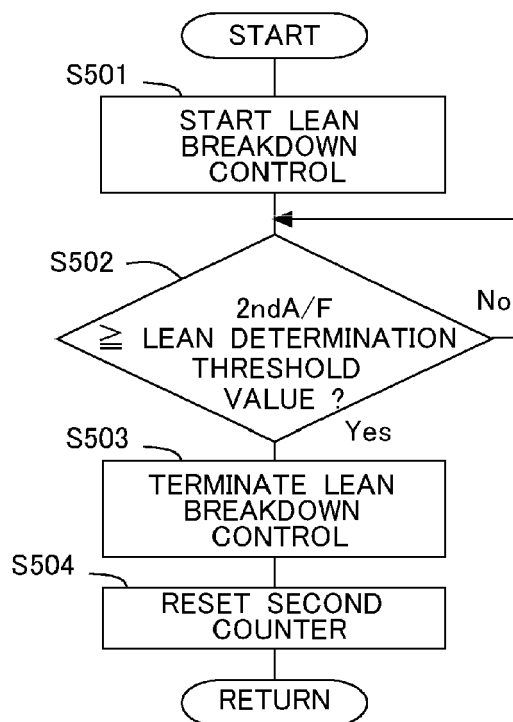 START
S501
START LEAN
BREAKDOWN
CONTROL
S502
2ndA/F
≧ LEAN DETERMINATION
THRESHOLD
VALUE ?
No
Yes
S503
TERMINATE LEAN
BREAKDOWN
CONTROL
S504
RESET SECOND
COUNTER
RETURN